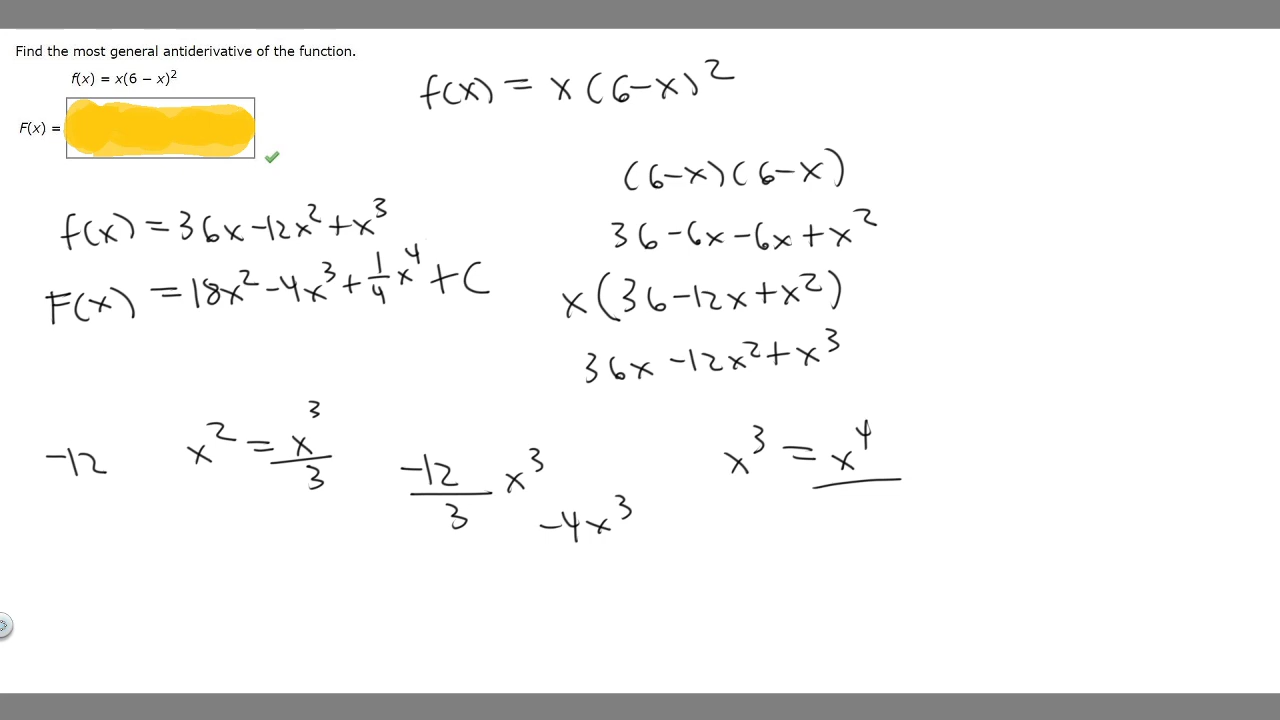 Find the most general antiderivative of the function.
f(x) = x(6 − x)²
F(x) =
f(x) = x(6-x)²
(6-x)(6-x)
36-6x-6x+x²
x(36-12x+x²)
36x-12x²+x³
f(x) = 36x-12x²+x³
F(x) = 18x²-4x³+1/4x⁴+C
-12
x² = x³/3
-12/3 x³
-4x³
x³ = x⁴